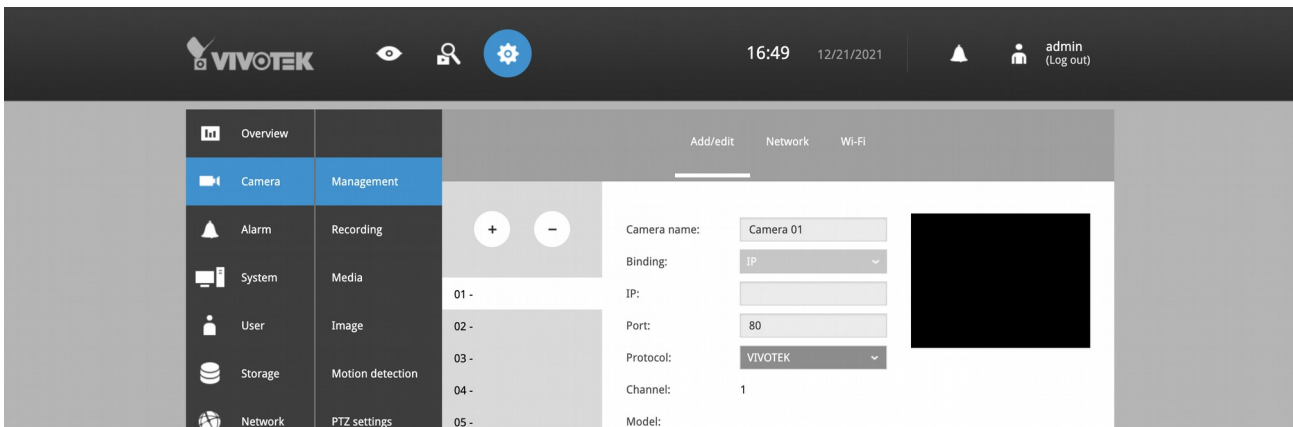 VIVOTEK
16:49 12/21/2021
admin
(Log out)
Overview
Camera
Alarm
System
User
Storage
Network
Management
Recording
Media
Image
Motion detection
PTZ settings
Add/edit Network Wi-Fi
+ -
01 -
02 -
03 -
04 -
05 -
Camera name: Camera 01
Binding: IP
IP:
Port: 80
Protocol: VIVOTEK
Channel: 1
Model: